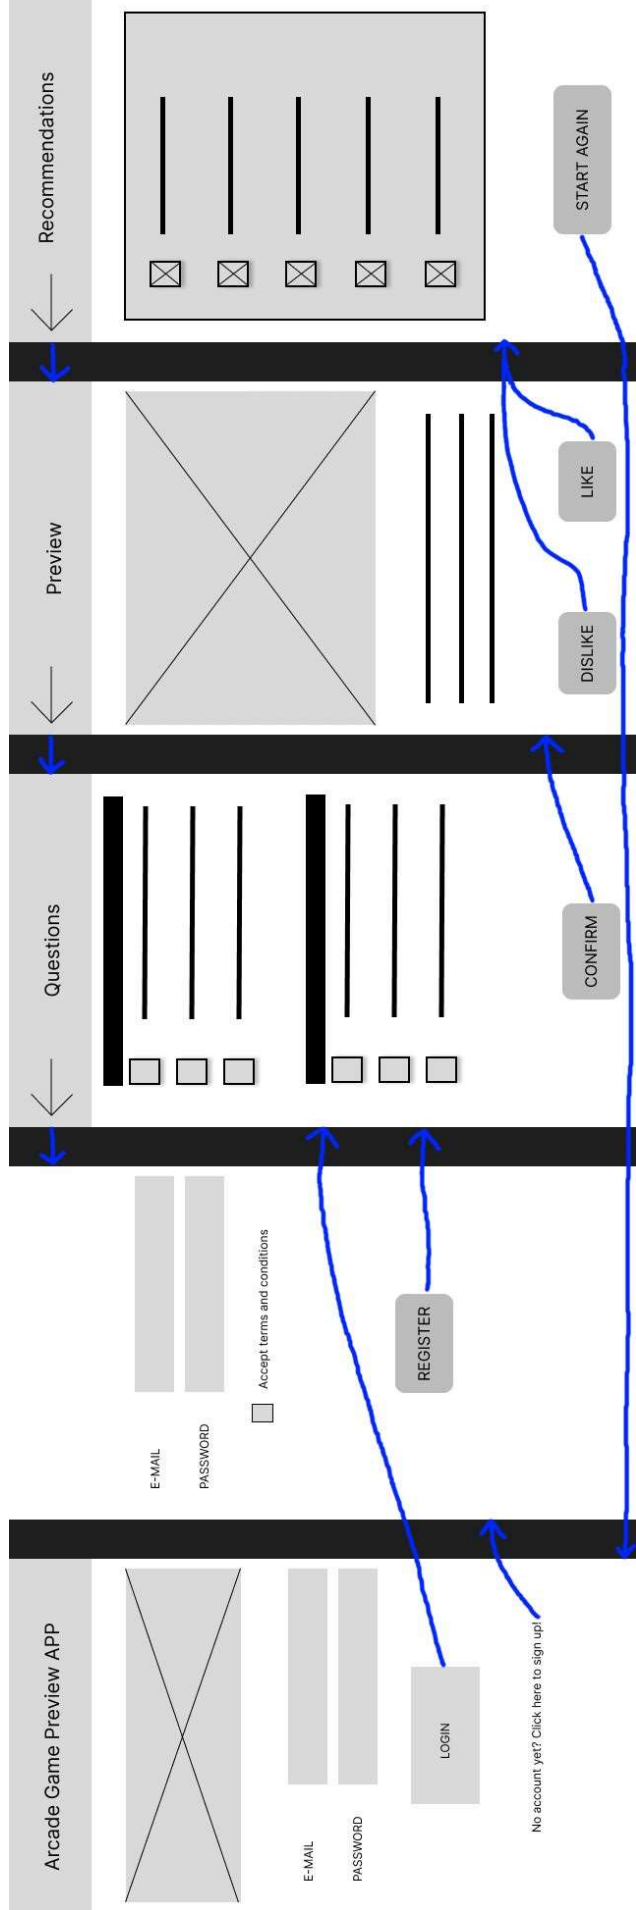 Arcade Game Preview APP
E-MAIL
PASSWORD
LOGIN
No account yet? Click here to sign up!
E-MAIL
PASSWORD
Accept terms and conditions
REGISTER
Questions
CONFIRM
Preview
DISLIKE
LIKE
Recommendations
START AGAIN